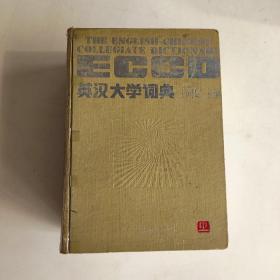 THE ENGLISH-CHINESE
COLLEGIATE DICTIONARY
ECCD
英汉大学词典